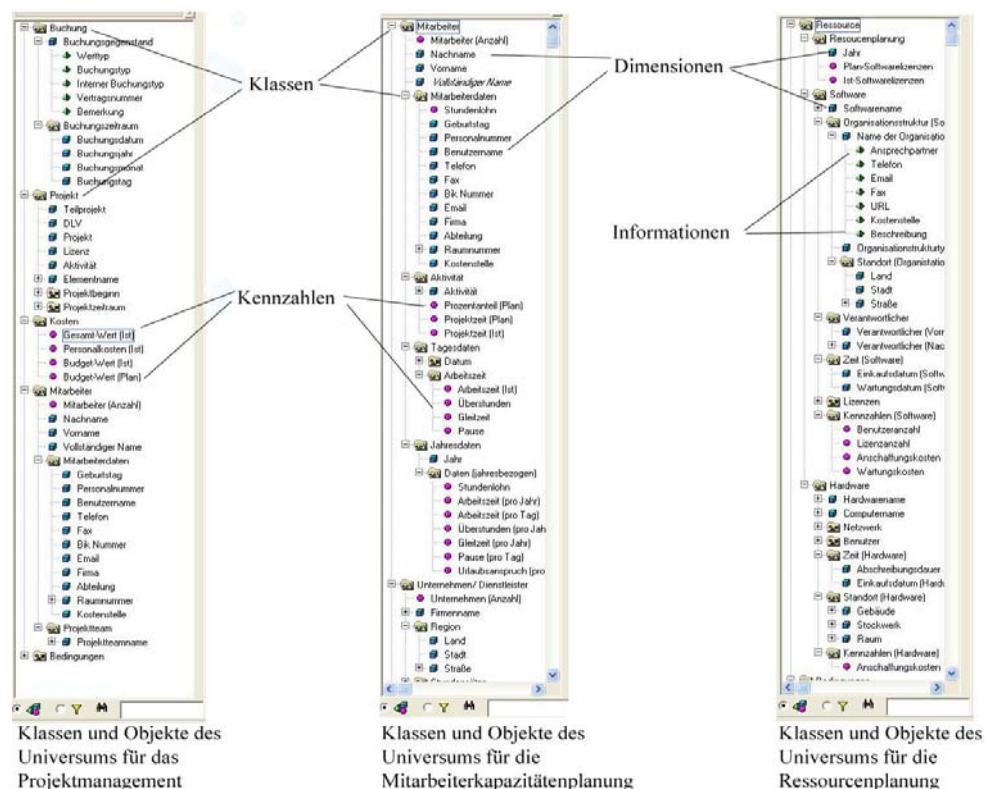 Buchung
Buchungsgegenstand
Werttyp
Buchungstyp
Interner Buchungstyp
Vertragsnummer
Bemerkung
Buchungszeitraum
Buchungsdatum
Buchungsjahr
Buchungsmonat
Buchungstag
Projekt
Teilprojekt
DLV
Projekt
Lizenz
Aktivität
Elementname
Projektbeginn
Projektzeitraum
Kosten
Gesamt-Wert (Ist)
Personalkosten (Ist)
Budget-Wert (Ist)
Budget-Wert (Plan)
Mitarbeiter
Mitarbeiter (Anzahl)
Nachname
Vorname
Vollständiger Name
Mitarbeiterdaten
Geburtstag
Personalnummer
Benutzername
Telefon
Fax
Bik Nummer
Email
Firma
Abteilung
Raumnummer
Kostenstelle
Projektteam
Projektteamname
Bedingungen
Klassen und Objekte des
Universums für das
Projektmanagement
Klassen
Kennzahlen
Mitarbeiter
Mitarbeiter (Anzahl)
Nachname
Vorname
Vollständiger Name
Mitarbeiterdaten
Stundenlohn
Geburtstag
Personalnummer
Benutzername
Telefon
Fax
Bik Nummer
Email
Firma
Abteilung
Raumnummer
Kostenstelle
Aktivität
Aktivität
Prozentanteil (Plan)
Projektzeit (Plan)
Projektzeit (Ist)
Tagesdaten
Datum
Arbeitszeit
Arbeitszeit (Ist)
Überstunden
Gleitzeit
Pause
Jahresdaten
Jahr
Daten (jahresbezogen)
Stundenlohn
Arbeitszeit (pro Jahr)
Arbeitszeit (pro Tag)
Überstunden (pro Jah
Gleitzeit (pro Jahr)
Pause (pro Tag)
Urlaubsanspruch (pro
Unternehmen/ Dienstleister
Unternehmen (Anzahl)
Firmenname
Region
Land
Stadt
Straße
Klassen und Objekte des
Universums für die
Mitarbeiterkapazitätenplanung
Dimensionen
Informationen
Ressource
Resoucenplanung
Jahr
Plan-Softwarelizenzen
Ist-Softwarelizenzen
Software
Softwarename
Organisationsstruktur (So
Name der Organisatio
Ansprechpartner
Telefon
Email
Fax
URL
Kostenstelle
Beschreibung
Organisationstrukturty
Standort (Organistatio
Land
Stadt
Straße
Verantwortlicher
Verantwortlicher (Vorr
Verantwortlicher (Nac
Zeit (Software)
Einkaufsdatum (Softw
Wartungsdatum (Soft
Lizenzen
Kennzahlen (Software)
Benutzeranzahl
Lizenzanzahl
Anschaffungskosten
Wartungskosten
Hardware
Hardwarename
Computername
Netzwerk
Benutzer
Zeit (Hardware)
Abschreibungsdauer
Einkaufsdatum (Hardu
Standort (Hardware)
Gebäude
Stockwerk
Raum
Kennzahlen (Hardware)
Anschaffungskosten
Klassen und Objekte des
Universums für die
Ressourcenplanung